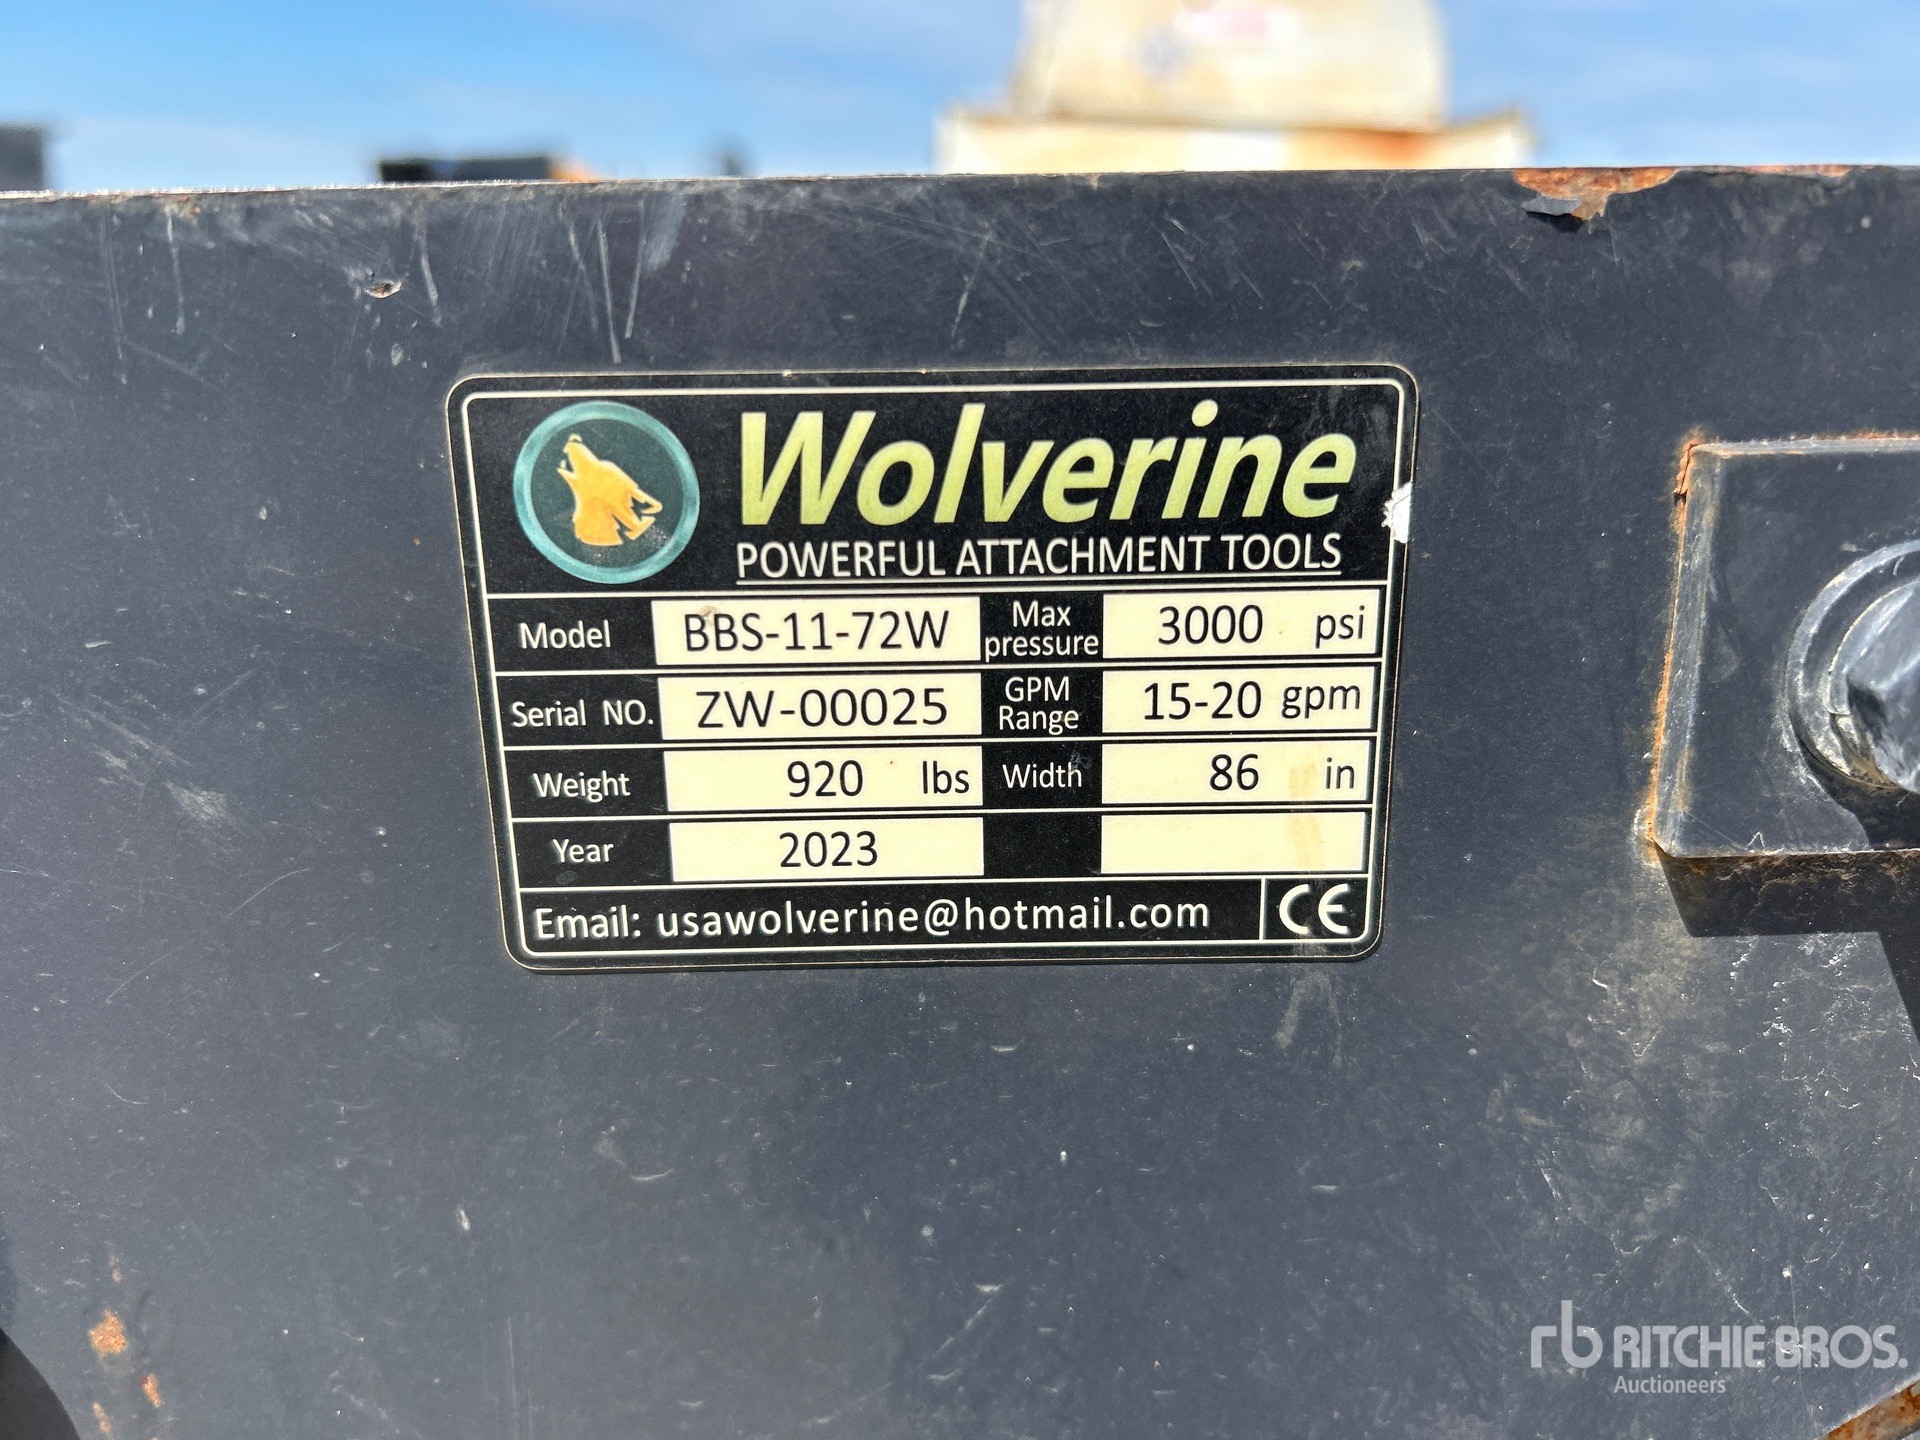 Wolverine
POWERFUL ATTACHMENT TOOLS
Model BBS-11-72W Max pressure 3000 psi
Serial NO. ZW-00025 GPM Range 15-20 gpm
Weight 920 lbs Width 86 in
Year 2023
Email: usawolverine@hotmail.com CE
rb RITCHIE BROS.
Auctioneers